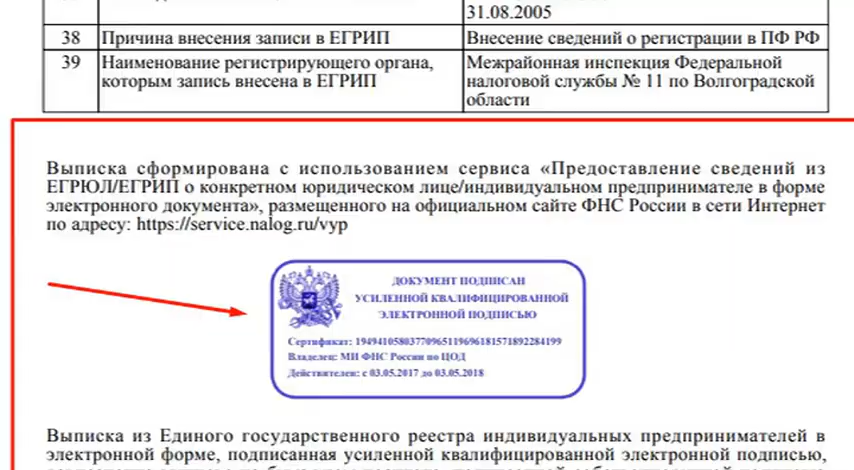 31.08.2005
38 Причина внесения записи в ЕГРИП Внесение сведений о регистрации в ПФ РФ
39 Наименование регистрирующего органа, которым запись внесена в ЕГРИП Межрайонная инспекция Федеральной налоговой службы № 11 по Волгоградской области
Выписка сформирована с использованием сервиса «Предоставление сведений из
ЕГРЮЛ/ЕГРИП о конкретном юридическом лице/индивидуальном предпринимателе в форме
электронного документа», размещенного на официальном сайте ФНС России в сети Интернет
по адресу: https://service.nalog.ru/vyp
ДОКУМЕНТ ПОДПИСАН
УСИЛЕННОЙ КВАЛИФИЦИРОВАННОЙ
ЭЛЕКТРОННОЙ ПОДПИСЬЮ
Сертификат: 19494105803770965119696181571892284199
Владелец: МИ ФНС России по ЦОД
Действителен: с 03.05.2017 до 03.05.2018
Выписка из Единого государственного реестра индивидуальных предпринимателей в
электронной форме, подписанная усиленной квалифицированной электронной подписью,